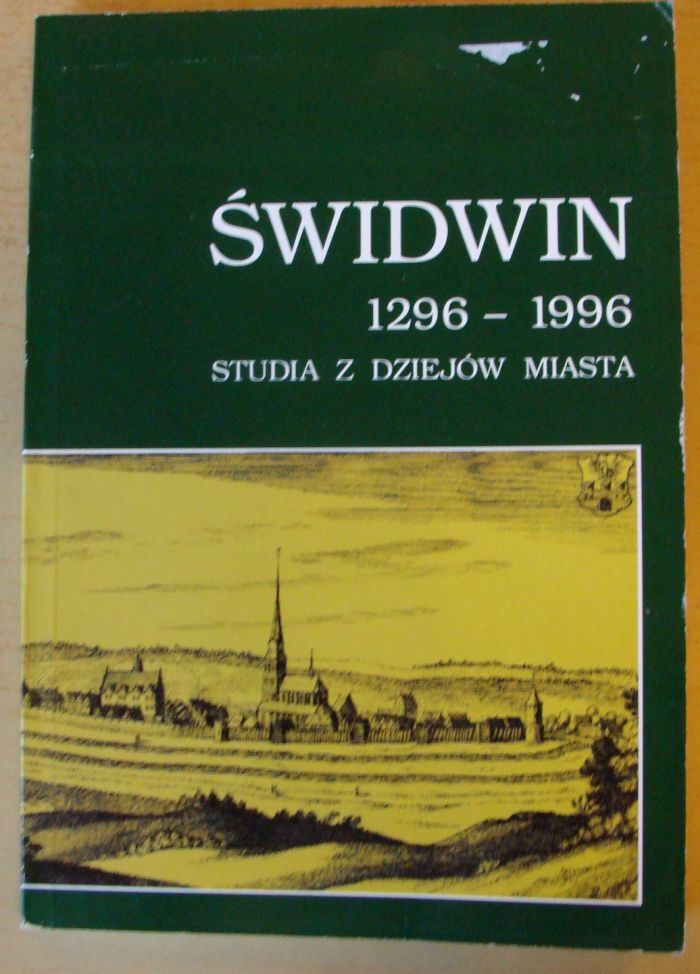 ŚWIDWIN
1296 – 1996
STUDIA Z DZIEJÓW MIASTA